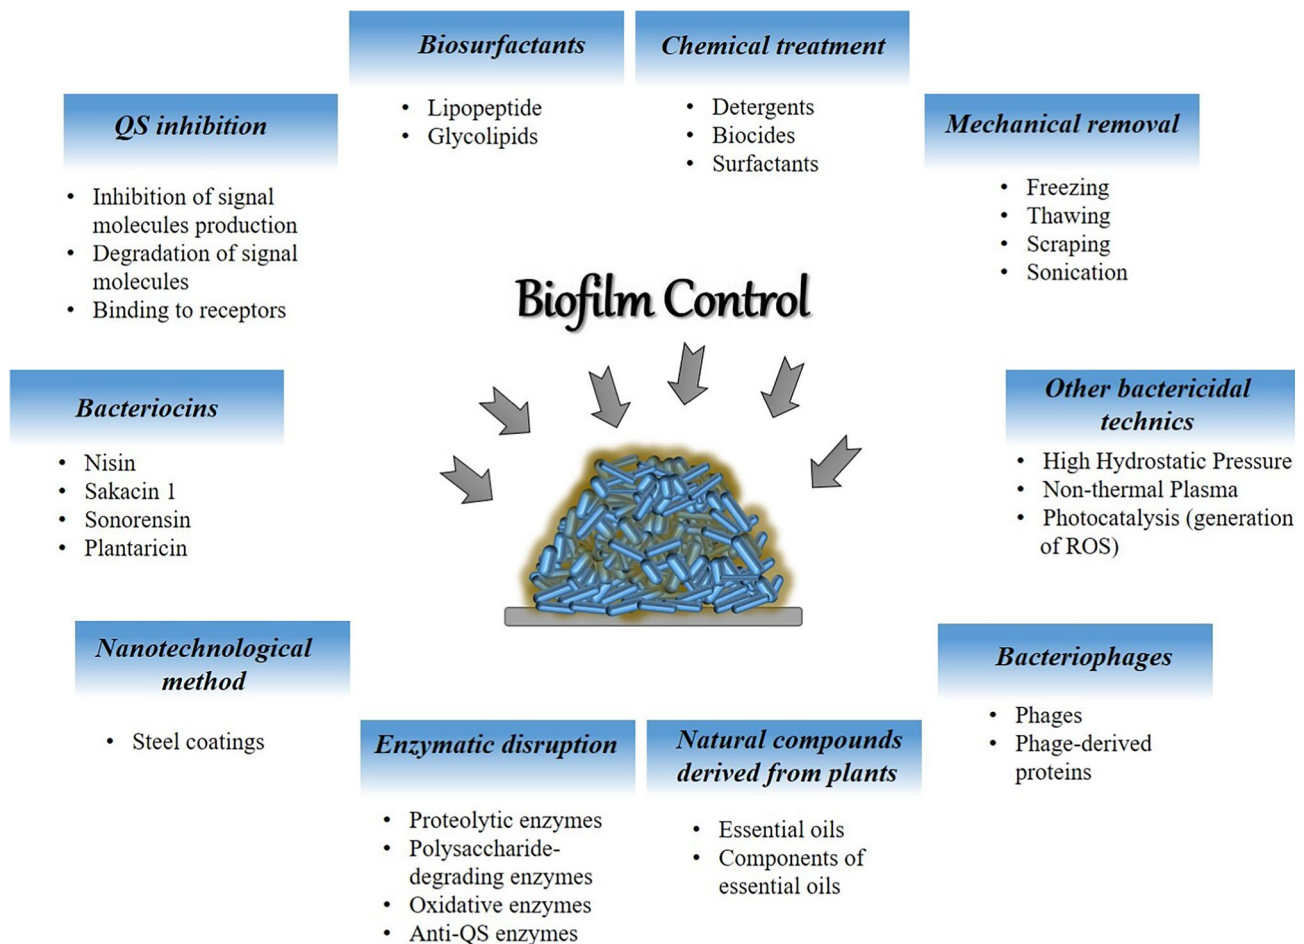 Biosurfactants
• Lipopeptide
• Glycolipids
Chemical treatment
• Detergents
• Biocides
• Surfactants
QS inhibition
• Inhibition of signal
molecules production
• Degradation of signal
molecules
• Binding to receptors
Mechanical removal
• Freezing
• Thawing
• Scraping
• Sonication
Biofilm Control
Bacteriocins
• Nisin
• Sakacin 1
• Sonorensin
• Plantaricin
Other bactericidal
technics
• High Hydrostatic Pressure
• Non-thermal Plasma
• Photocatalysis (generation
of ROS)
Nanotechnological
method
• Steel coatings
Bacteriophages
• Phages
• Phage-derived
proteins
Enzymatic disruption
• Proteolytic enzymes
• Polysaccharide-
degrading enzymes
• Oxidative enzymes
• Anti-QS enzymes
Natural compounds
derived from plants
• Essential oils
• Components of
essential oils